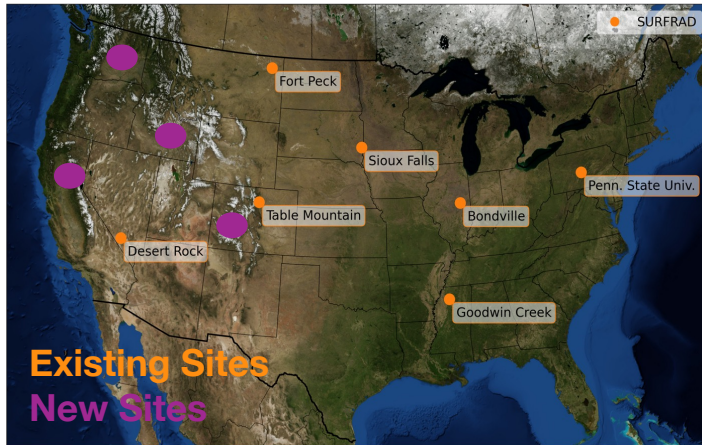 SURFRAD
Fort Peck
Sioux Falls
Penn. State Univ.
Table Mountain
Bondville
Desert Rock
Goodwin Creek
Existing Sites
New Sites